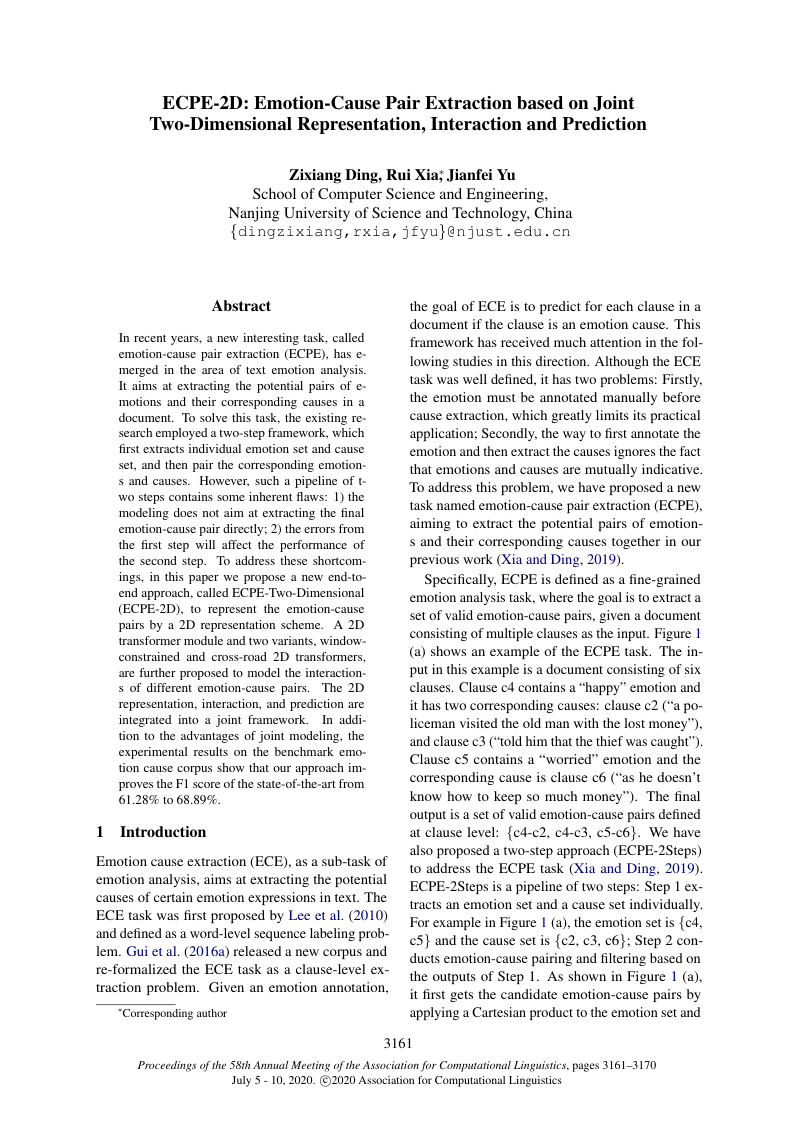 ECPE-2D: Emotion-Cause Pair Extraction based on Joint
Two-Dimensional Representation, Interaction and Prediction
Zixiang Ding, Rui Xia,* Jianfei Yu
School of Computer Science and Engineering,
Nanjing University of Science and Technology, China
{dingzixiang,rxia,jfyu}@njust.edu.cn
Abstract
In recent years, a new interesting task, called
emotion-cause pair extraction (ECPE), has e-
merged in the area of text emotion analysis.
It aims at extracting the potential pairs of e-
motions and their corresponding causes in a
document. To solve this task, the existing re-
search employed a two-step framework, which
first extracts individual emotion set and cause
set, and then pair the corresponding emotion-
s and causes. However, such a pipeline of t-
wo steps contains some inherent flaws: 1) the
modeling does not aim at extracting the final
emotion-cause pair directly; 2) the errors from
the first step will affect the performance of
the second step. To address these shortcom-
ings, in this paper we propose a new end-to-
end approach, called ECPE-Two-Dimensional
(ECPE-2D), to represent the emotion-cause
pairs by a 2D representation scheme. A 2D
transformer module and two variants, window-
constrained and cross-road 2D transformers,
are further proposed to model the interaction-
s of different emotion-cause pairs. The 2D
representation, interaction, and prediction are
integrated into a joint framework. In addi-
tion to the advantages of joint modeling, the
experimental results on the benchmark emo-
tion cause corpus show that our approach im-
proves the F1 score of the state-of-the-art from
61.28% to 68.89%.
1 Introduction
Emotion cause extraction (ECE), as a sub-task of
emotion analysis, aims at extracting the potential
causes of certain emotion expressions in text. The
ECE task was first proposed by Lee et al. (2010)
and defined as a word-level sequence labeling prob-
lem. Gui et al. (2016a) released a new corpus and
re-formalized the ECE task as a clause-level ex-
traction problem. Given an emotion annotation,
*Corresponding author
the goal of ECE is to predict for each clause in a
document if the clause is an emotion cause. This
framework has received much attention in the fol-
lowing studies in this direction. Although the ECE
task was well defined, it has two problems: Firstly,
the emotion must be annotated manually before
cause extraction, which greatly limits its practical
application; Secondly, the way to first annotate the
emotion and then extract the causes ignores the fact
that emotions and causes are mutually indicative.
To address this problem, we have proposed a new
task named emotion-cause pair extraction (ECPE),
aiming to extract the potential pairs of emotion-
s and their corresponding causes together in our
previous work (Xia and Ding, 2019).
Specifically, ECPE is defined as a fine-grained
emotion analysis task, where the goal is to extract a
set of valid emotion-cause pairs, given a document
consisting of multiple clauses as the input. Figure 1
(a) shows an example of the ECPE task. The in-
put in this example is a document consisting of six
clauses. Clause c4 contains a “happy” emotion and
it has two corresponding causes: clause c2 (“a po-
liceman visited the old man with the lost money”),
and clause c3 (“told him that the thief was caught”).
Clause c5 contains a “worried” emotion and the
corresponding cause is clause c6 (“as he doesn’t
know how to keep so much money”). The final
output is a set of valid emotion-cause pairs defined
at clause level: {c4-c2, c4-c3, c5-c6}. We have
also proposed a two-step approach (ECPE-2Steps)
to address the ECPE task (Xia and Ding, 2019).
ECPE-2Steps is a pipeline of two steps: Step 1 ex-
tracts an emotion set and a cause set individually.
For example in Figure 1 (a), the emotion set is {c4,
c5} and the cause set is {c2, c3, c6}; Step 2 con-
ducts emotion-cause pairing and filtering based on
the outputs of Step 1. As shown in Figure 1 (a),
it first gets the candidate emotion-cause pairs by
applying a Cartesian product to the emotion set and
3161
Proceedings of the 58th Annual Meeting of the Association for Computational Linguistics, pages 3161–3170
July 5 - 10, 2020. ©2020 Association for Computational Linguistics